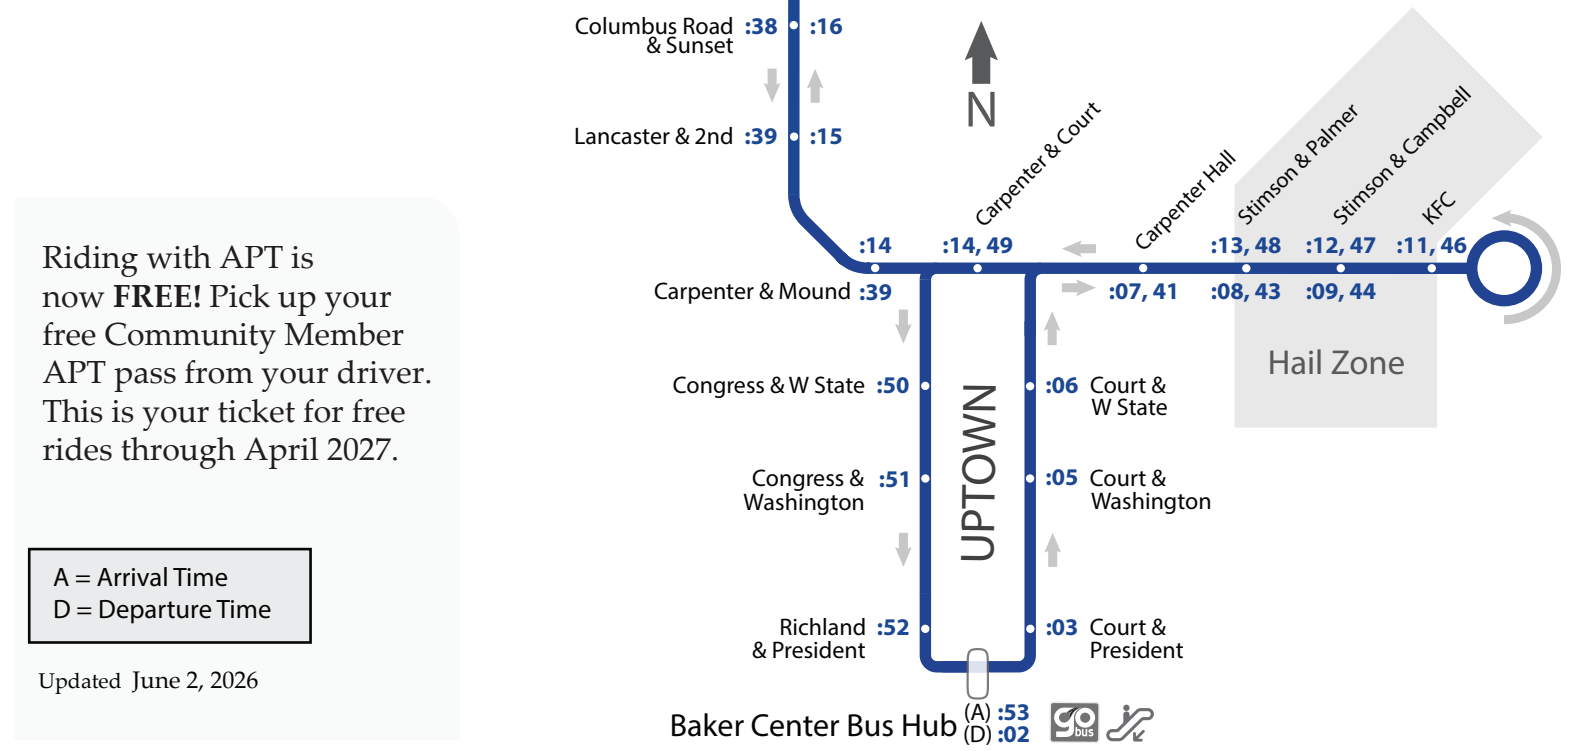 Columbus Road :38 :16
& Sunset
N
Lancaster & 2nd :39 :15
Carpenter & Court
Carpenter Hall
Stimson & Palmer
Stimson & Campbell
KFC
:14 :14, 49 :13, 48 :12, 47 :11, 46
Carpenter & Mound :39 :07, 41 :08, 43 :09, 44
Hail Zone
Congress & W State :50 :06 Court &
W State
UPTOWN
Congress & :51 :05 Court &
Washington Washington
Richland :52 :03 Court &
& President President
Baker Center Bus Hub (A) :53
(D) :02
go
bus
Riding with APT is
now FREE! Pick up your
free Community Member
APT pass from your driver.
This is your ticket for free
rides through April 2027.
A = Arrival Time
D = Departure Time
Updated June 2, 2026